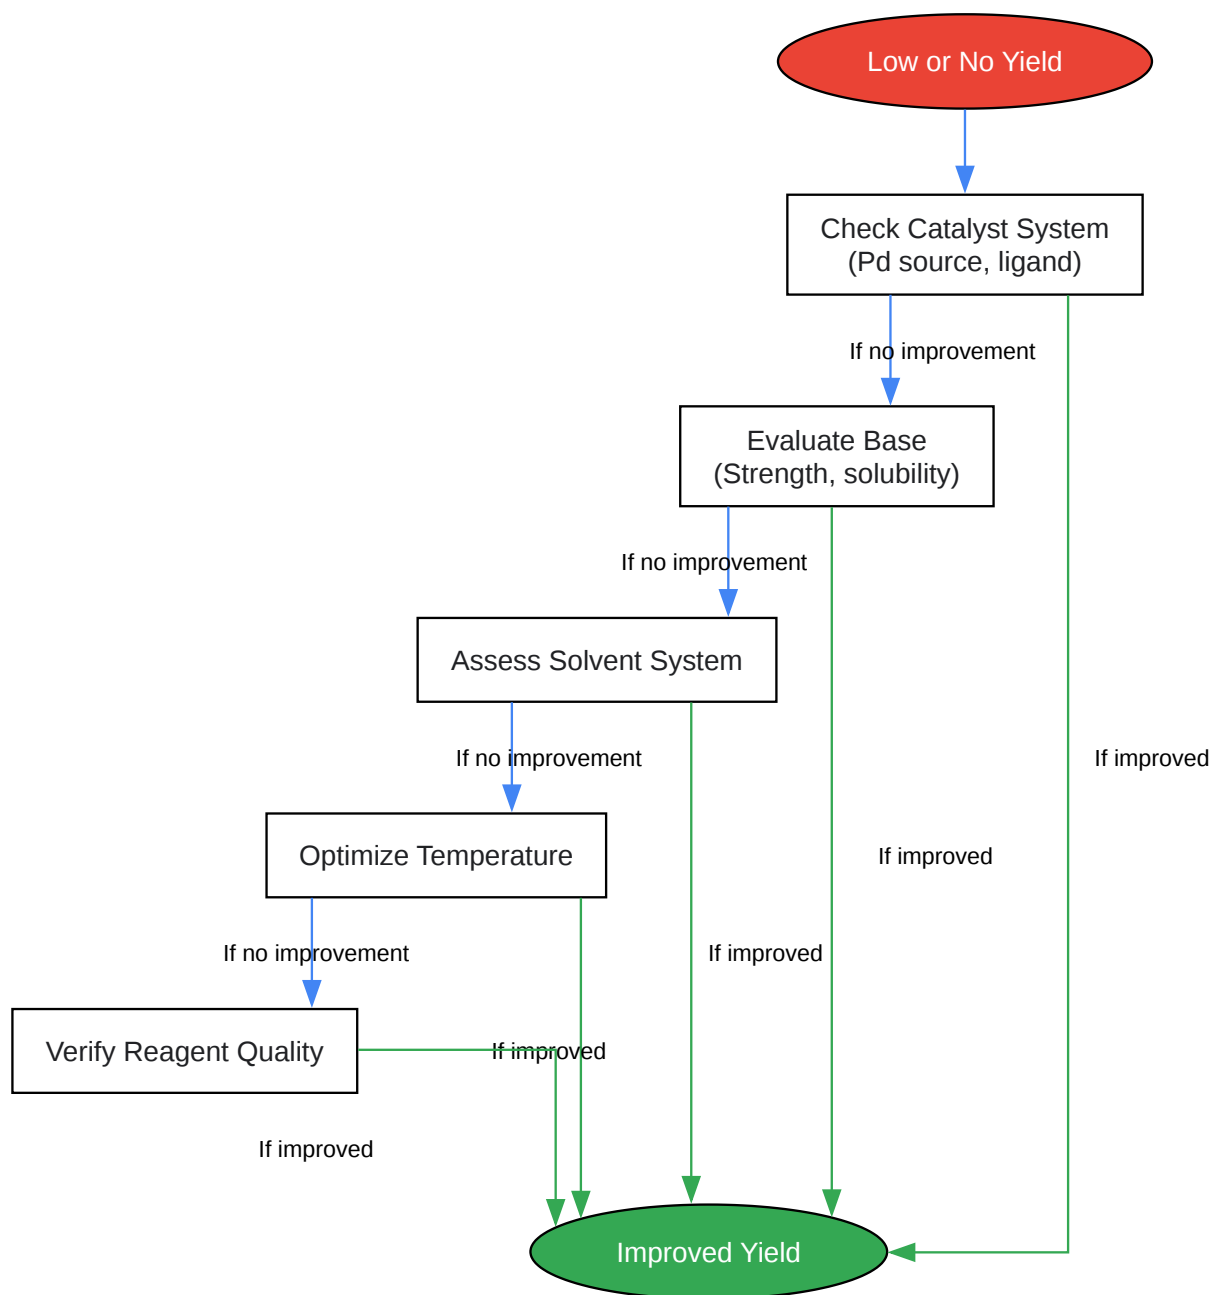 Low or No Yield
Check Catalyst System
(Pd source, ligand)
If no improvement
Evaluate Base
(Strength, solubility)
If no improvement
Assess Solvent System
If no improvement
If improved
Optimize Temperature
If improved
If no improvement
If improved
Verify Reagent Quality
If improved
If improved
Improved Yield